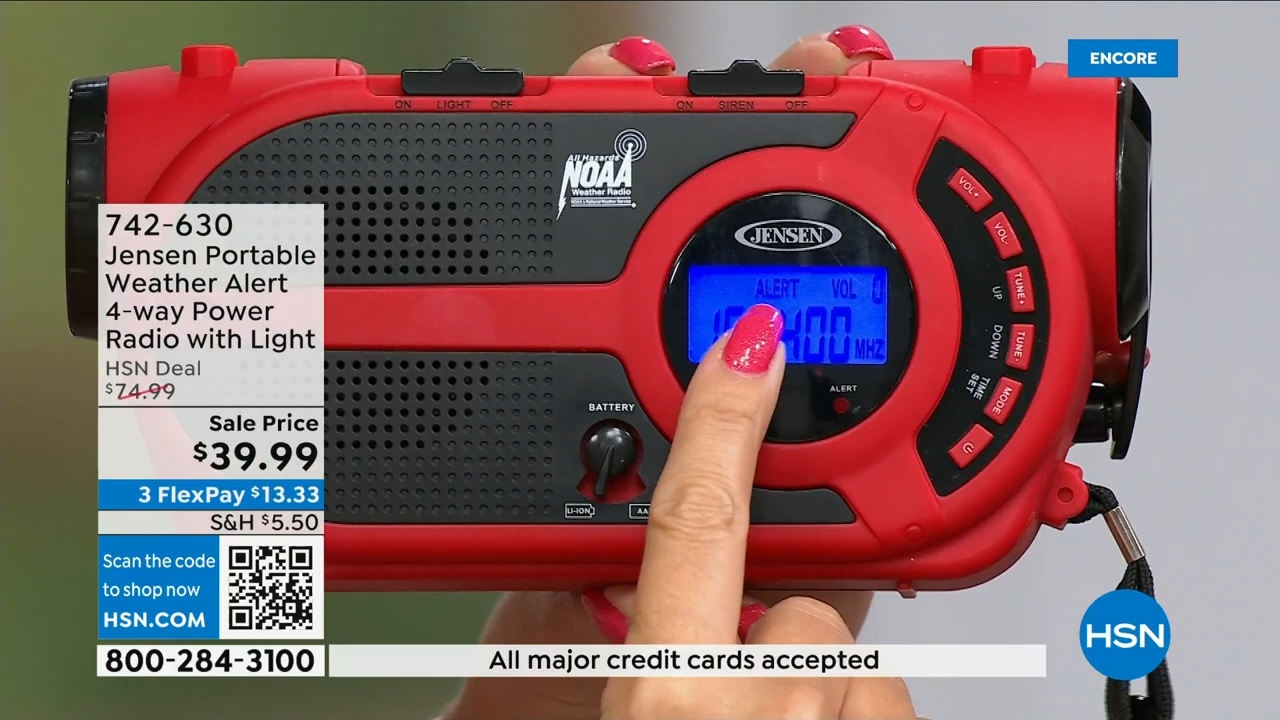 ENCORE
ON LIGHT OFF
ON SIREN OFF
All Hazards
NOAA
Weather Radio
VOL+
VOL-
TUNE+
UP
TUNE-
DOWN
MODE
TIME SET
JENSEN
ALERT VOL 0
MHZ
ALERT
BATTERY
LI-ION
AA
742-630
Jensen Portable
Weather Alert
4-way Power
Radio with Light
HSN Deal
$74.99
Sale Price
$39.99
3 FlexPay $13.33
S&H $5.50
Scan the code
to shop now
HSN.COM
800-284-3100
All major credit cards accepted
HSN